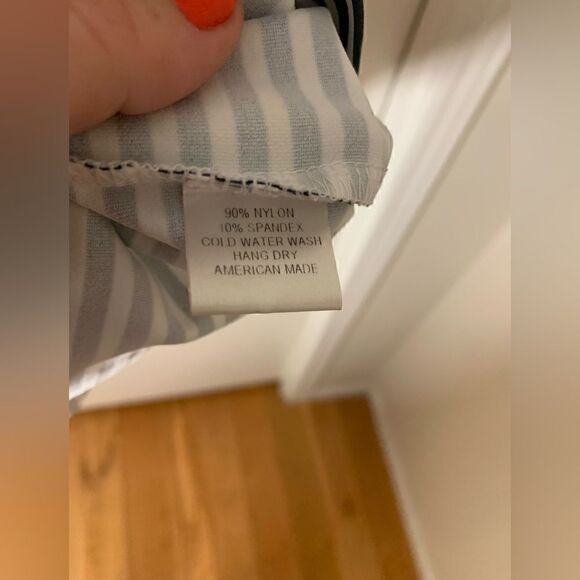 90% NYLON
10% SPANDEX
COLD WATER WASH
HANG DRY
AMERICAN MADE